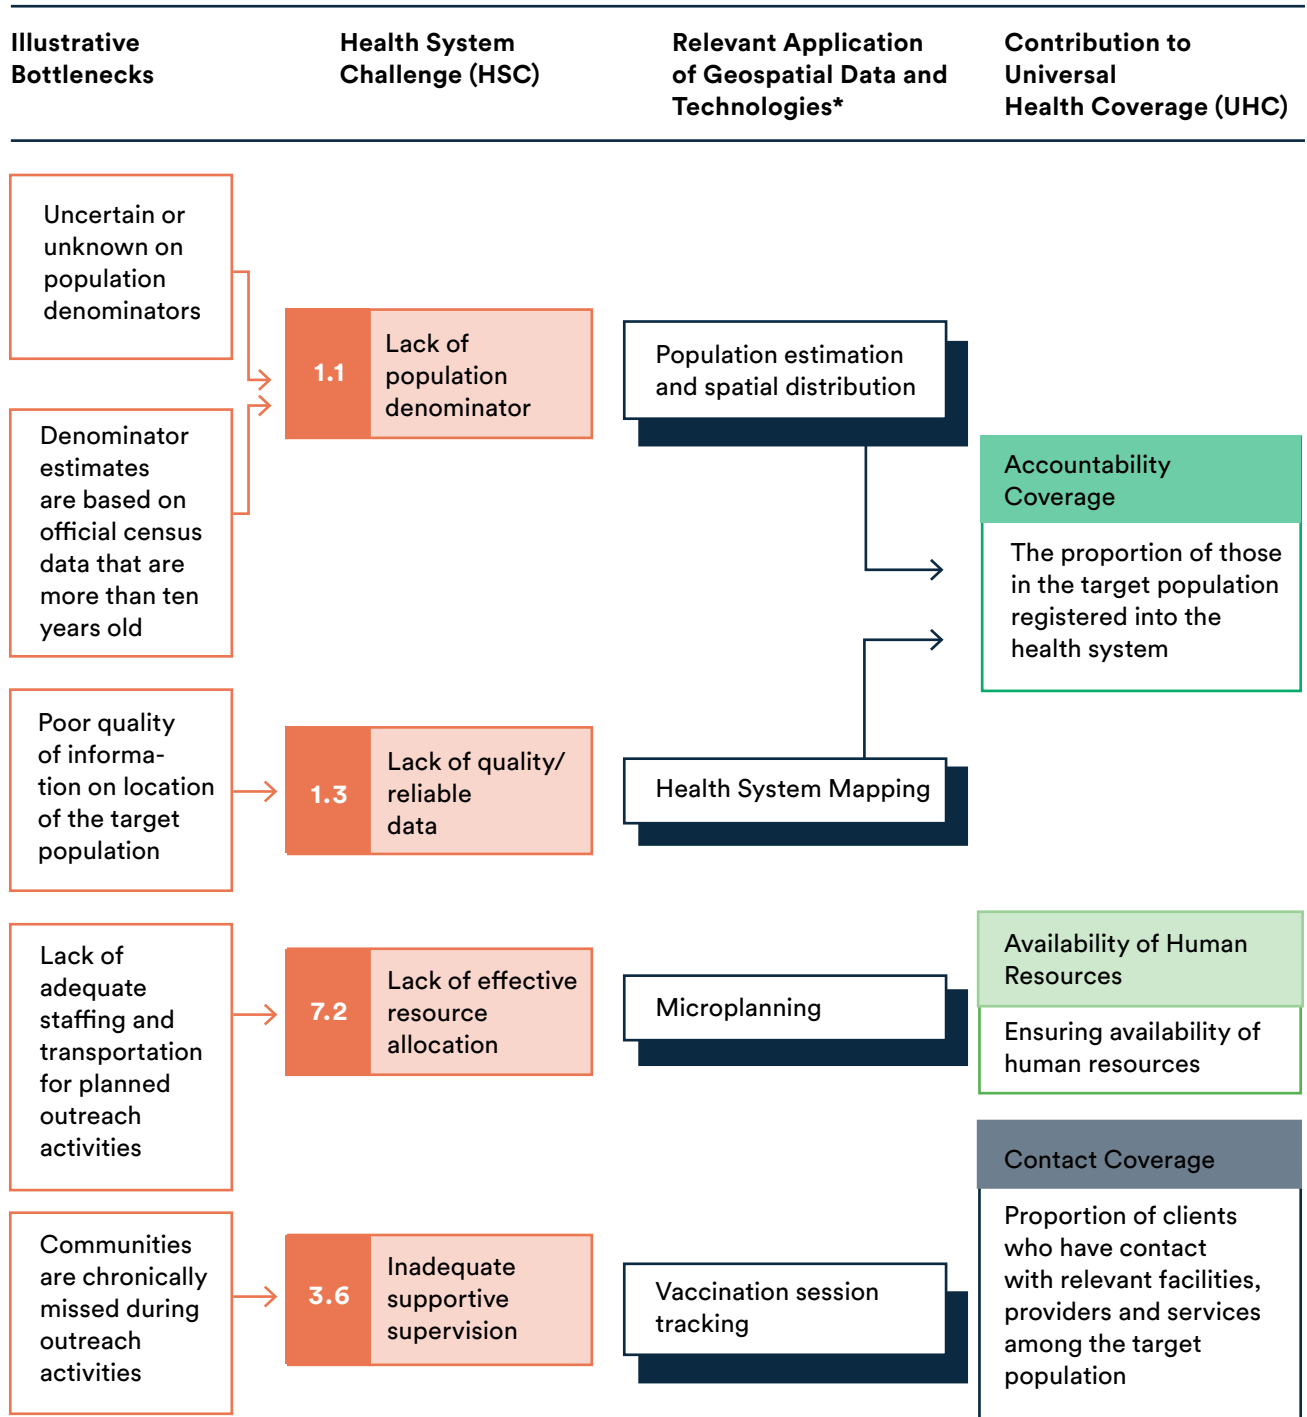 Illustrative
Bottlenecks
Health System
Challenge (HSC)
Relevant Application
of Geospatial Data and
Technologies*
Contribution to
Universal
Health Coverage (UHC)
Uncertain or
unknown on
population
denominators
Denominator
estimates
are based on
official census
data that are
more than ten
years old
1.1
Lack of
population
denominator
Population estimation
and spatial distribution
Accountability
Coverage
The proportion of those
in the target population
registered into the
health system
Poor quality
of informa-
tion on location
of the target
population
1.3
Lack of quality/
reliable
data
Health System Mapping
Lack of
adequate
staffing and
transportation
for planned
outreach
activities
7.2
Lack of effective
resource
allocation
Microplanning
Availability of Human
Resources
Ensuring availability of
human resources
Communities
are chronically
missed during
outreach
activities
3.6
Inadequate
supportive
supervision
Vaccination session
tracking
Contact Coverage
Proportion of clients
who have contact
with relevant facilities,
providers and services
among the target
population